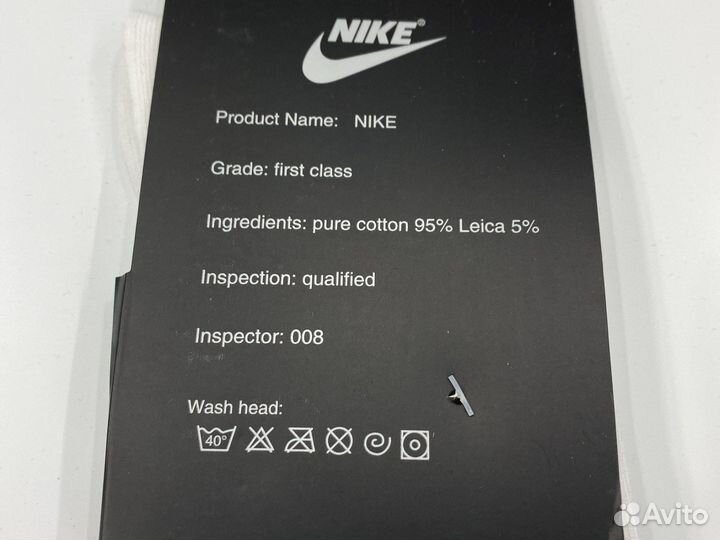 NIKE®
Product Name: NIKE
Grade: first class
Ingredients: pure cotton 95% Leica 5%
Inspection: qualified
Inspector: 008
Wash head:
40°
Avito